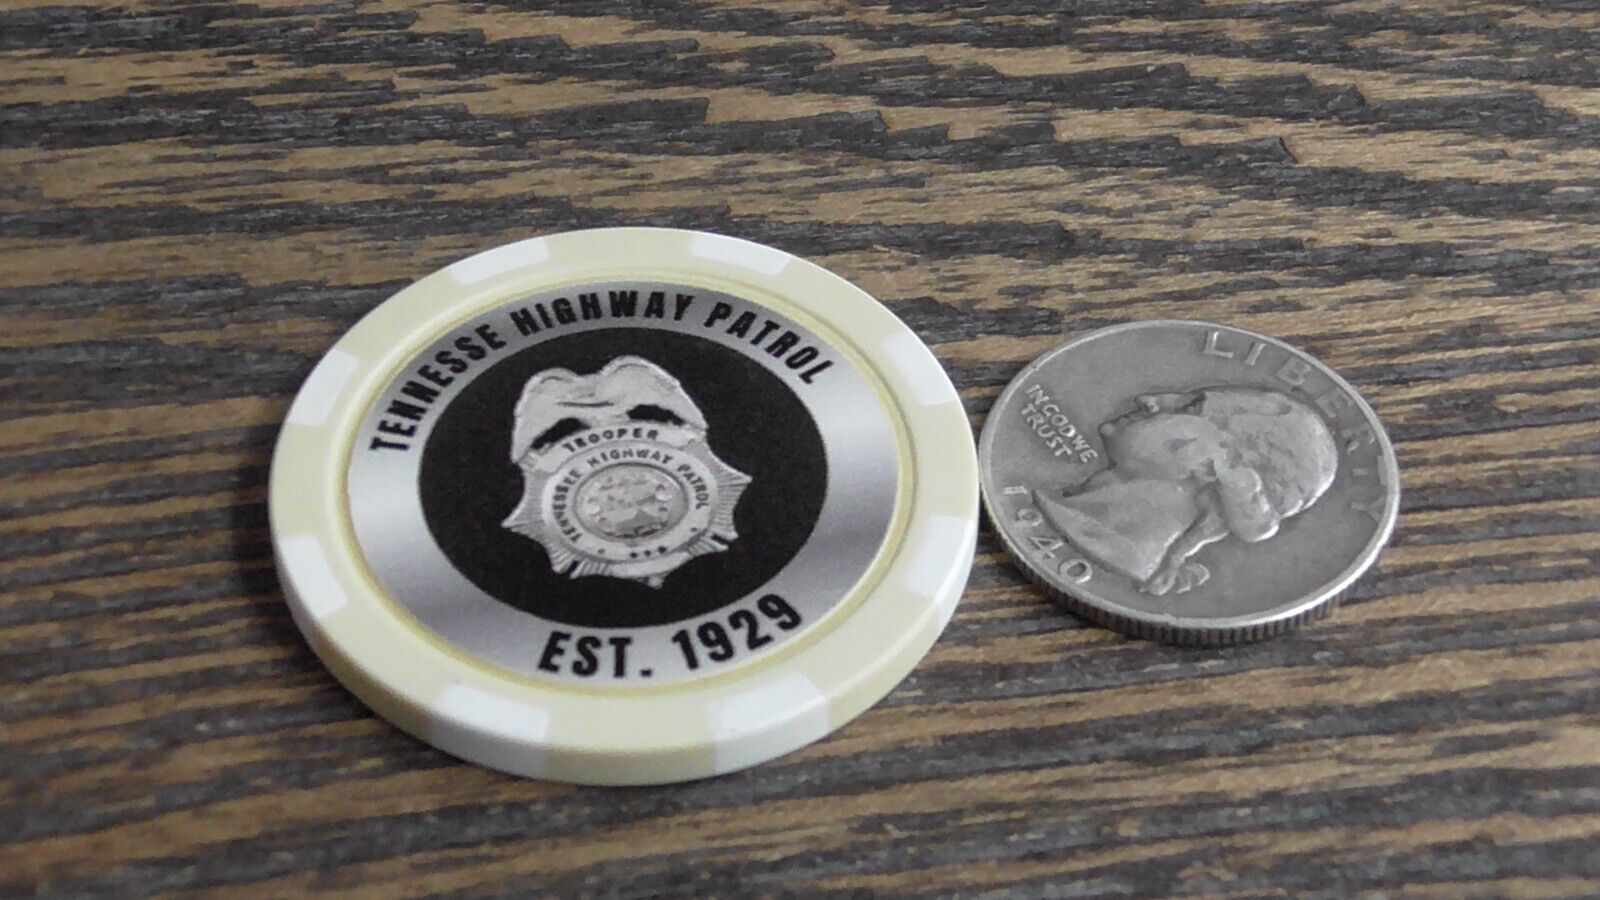 TENNESSE HIGHWAY PATROL
TROOPER
TENNESSEE HIGHWAY PATROL
EST. 1929
LIBERTY
IN GOD WE
TRUST
1940